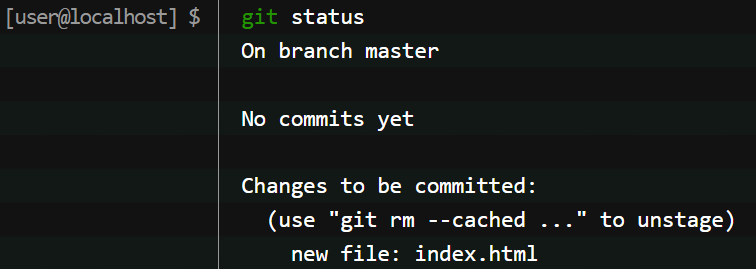 [user@localhost] $ git status
On branch master
No commits yet
Changes to be committed:
(use "git rm --cached ..." to unstage)
new file: index.html